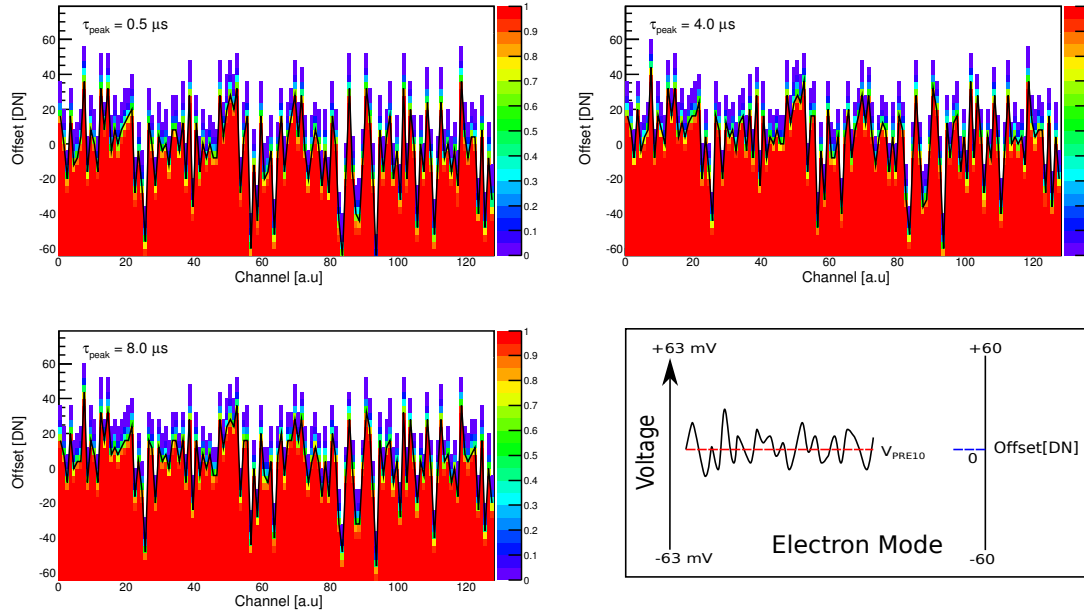 τpeak = 0.5 μs
Offset [DN]
60
40
20
0
-20
-40
-60
0 20 40 60 80 100 120
Channel [a.u]
1
0.9
0.8
0.7
0.6
0.5
0.4
0.3
0.2
0.1
0
τpeak = 4.0 μs
Offset [DN]
60
40
20
0
-20
-40
-60
0 20 40 60 80 100 120
Channel [a.u]
τpeak = 8.0 μs
Offset [DN]
60
40
20
0
-20
-40
-60
0 20 40 60 80 100 120
Channel [a.u]
1
0.9
0.8
0.7
0.6
0.5
0.4
0.3
0.2
0.1
0
+63 mV +60
Voltage
VPRE10
0
Offset[DN]
Electron Mode
-63 mV -60